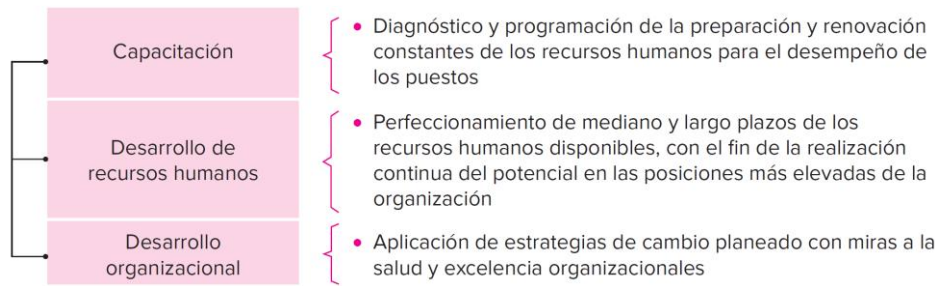 Capacitación
• Diagnóstico y programación de la preparación y renovación
constantes de los recursos humanos para el desempeño de
los puestos
Desarrollo de
recursos humanos
• Perfeccionamiento de mediano y largo plazos de los
recursos humanos disponibles, con el fin de la realización
continua del potencial en las posiciones más elevadas de la
organización
Desarrollo
organizacional
• Aplicación de estrategias de cambio planeado con miras a la
salud y excelencia organizacionales